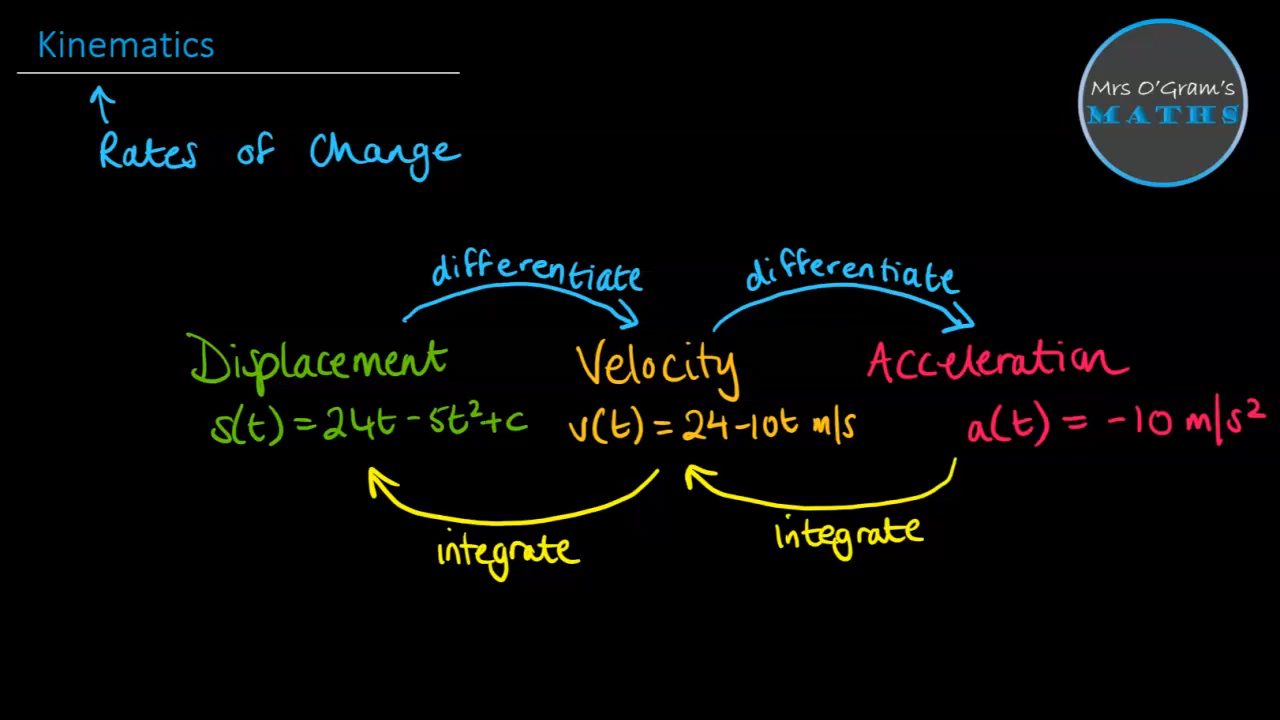 Kinematics
Mrs O'Gram's
MATHS
Rates of Change
differentiate differentiate
Displacement Velocity Acceleration
s(t) = 24t - 5t²+c v(t) = 24-10t m/s a(t) = -10 m/s²
integrate integrate